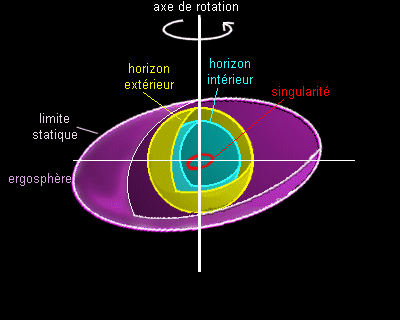 axe de rotation
horizon
extérieur
horizon
intérieur
singularité
limite
statique
ergosphère